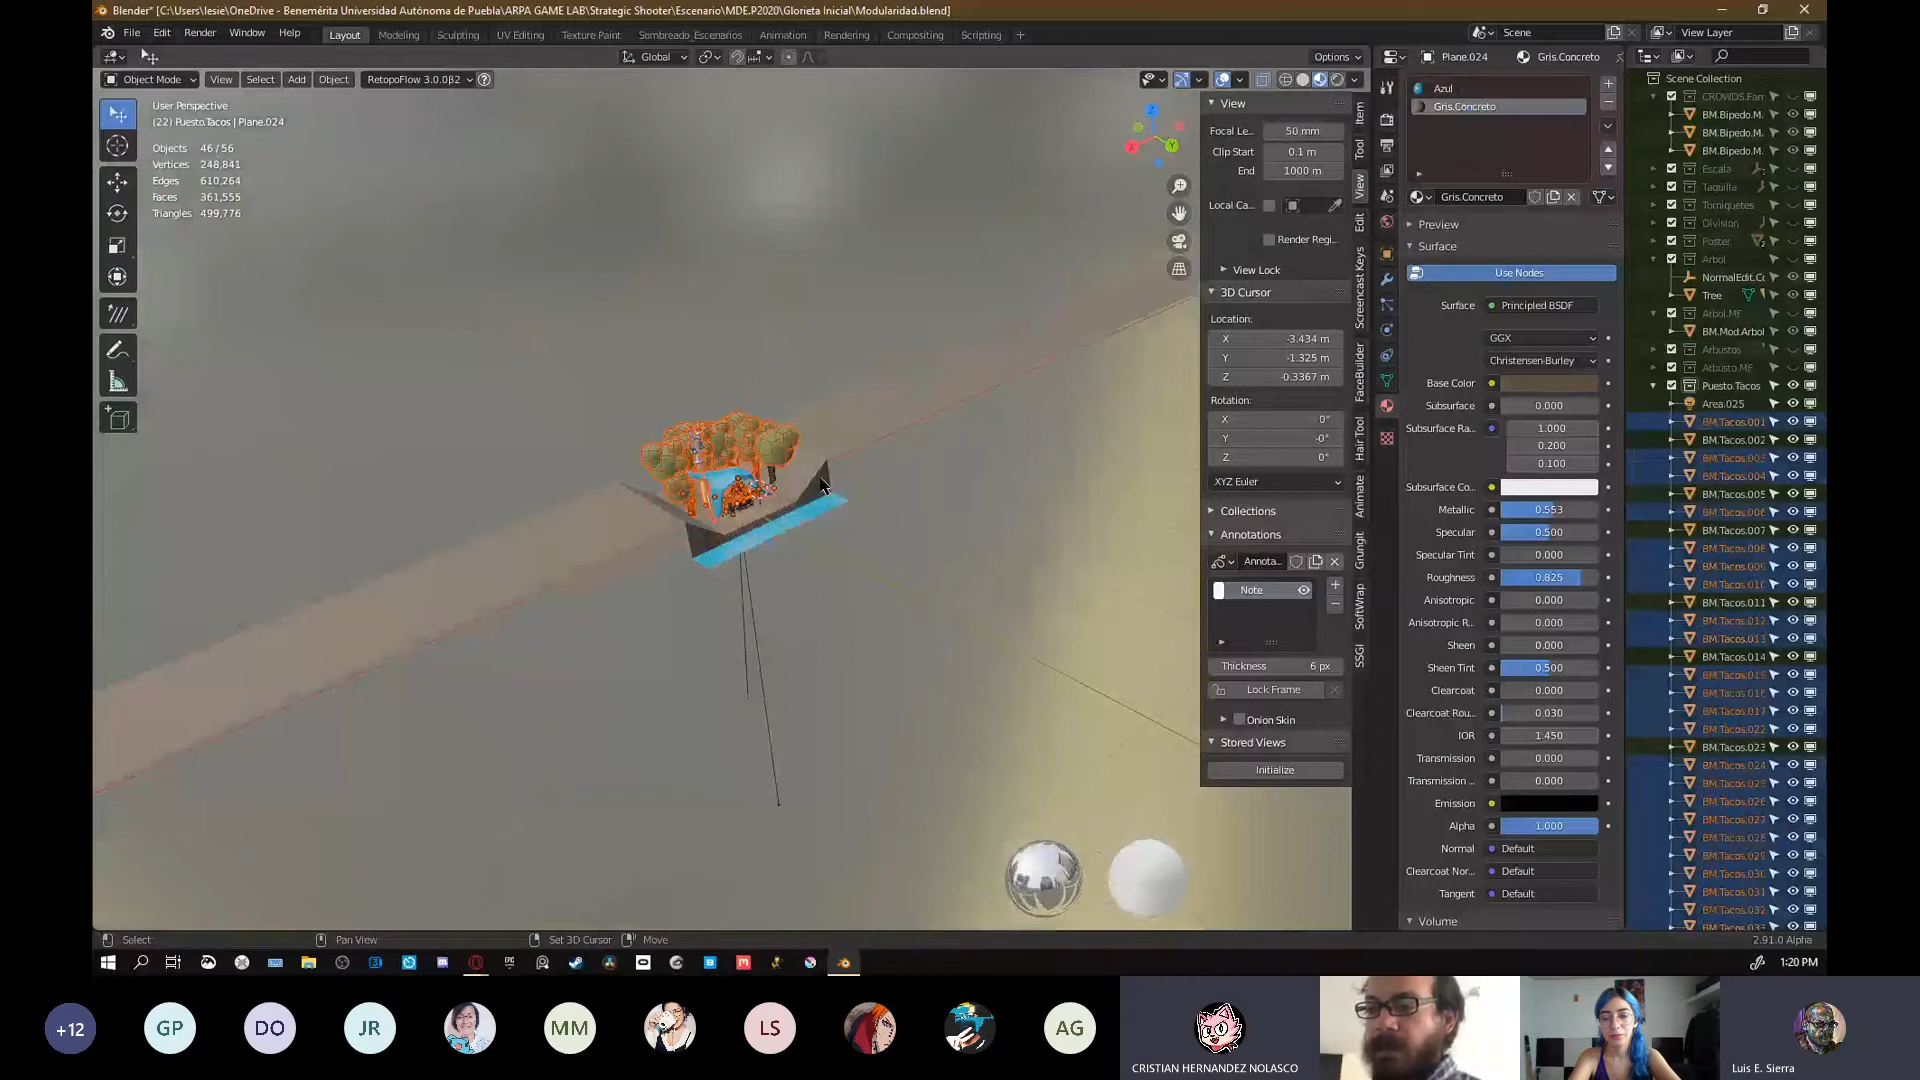 Blender* [C:\Users\lesie\OneDrive - Benemérita Universidad Autónoma de Puebla\ARPA GAME LAB\Strategic Shooter\Escenario\MDE.P2020\Glorieta Inicial\Modularidad.blend]
File Edit Render Window Help Layout Modeling Sculpting UV Editing Texture Paint Sombreado_Escenarios Animation Rendering Compositing Scripting + Scene View Layer
Global Options Plane.024 Gris.Concreto
Object Mode View Select Add Object RetopoFlow 3.0.0β2
User Perspective
(22) Puesto.Tacos | Plane.024
Objects 46/56
Vertices 248,841
Edges 610,264
Faces 361,555
Triangles 499,776
X Y Z
View
Focal Le... 50 mm
Clip Start 0.1 m
End 1000 m
Local Ca...
Render Regi...
View Lock
3D Cursor
Location:
X -3.434 m
Y -1.325 m
Z -0.3367 m
Rotation:
X 0°
Y -0°
Z 0°
XYZ Euler
Collections
Annotations
Annota...
Note
Thickness 6 px
Lock Frame
Onion Skin
Stored Views
Initialize
Item
Tool
View
Edit
Screencast Keys
FaceBuilder
Hair Tool
Animate
Grungit
SoftWrap
SSGI
Azul
Gris.Concreto
Gris.Concreto
Preview
Surface
Use Nodes
Surface Principled BSDF
GGX
Christensen-Burley
Base Color
Subsurface 0.000
Subsurface Ra... 1.000
0.200
0.100
Subsurface Co...
Metallic 0.553
Specular 0.500
Specular Tint 0.000
Roughness 0.825
Anisotropic 0.000
Anisotropic R... 0.000
Sheen 0.000
Sheen Tint 0.500
Clearcoat 0.000
Clearcoat Rou... 0.030
IOR 1.450
Transmission 0.000
Transmission ... 0.000
Emission
Alpha 1.000
Normal Default
Clearcoat Nor... Default
Tangent Default
Volume
Scene Collection
CROWDS.Fam
BM.Bipedo.M.
BM.Bipedo.M.
BM.Bipedo.M.
Escala
Taquilla
Torniquetes
Division
Poster
Arbol
NormalEdit.Co
Tree
Arbol.MF
BM.Mod.Arbol
Arbustos
Arbusto.MF
Puesto.Tacos
Area.025
BM.Tacos.001
BM.Tacos.002
BM.Tacos.003
BM.Tacos.004
BM.Tacos.005
BM.Tacos.006
BM.Tacos.007
BM.Tacos.008
BM.Tacos.009
BM.Tacos.010
BM.Tacos.011
BM.Tacos.012
BM.Tacos.013
BM.Tacos.014
BM.Tacos.015
BM.Tacos.016
BM.Tacos.017
BM.Tacos.022
BM.Tacos.023
BM.Tacos.024
BM.Tacos.025
BM.Tacos.026
BM.Tacos.027
BM.Tacos.028
BM.Tacos.029
BM.Tacos.030
BM.Tacos.031
BM.Tacos.032
BM.Tacos.033
Select Pan View Set 3D Cursor Move 2.91.0 Alpha
1:20 PM
+12 GP DO JR MM LS AG
CRISTIAN HERNANDEZ NOLASCO Luis E. Sierra